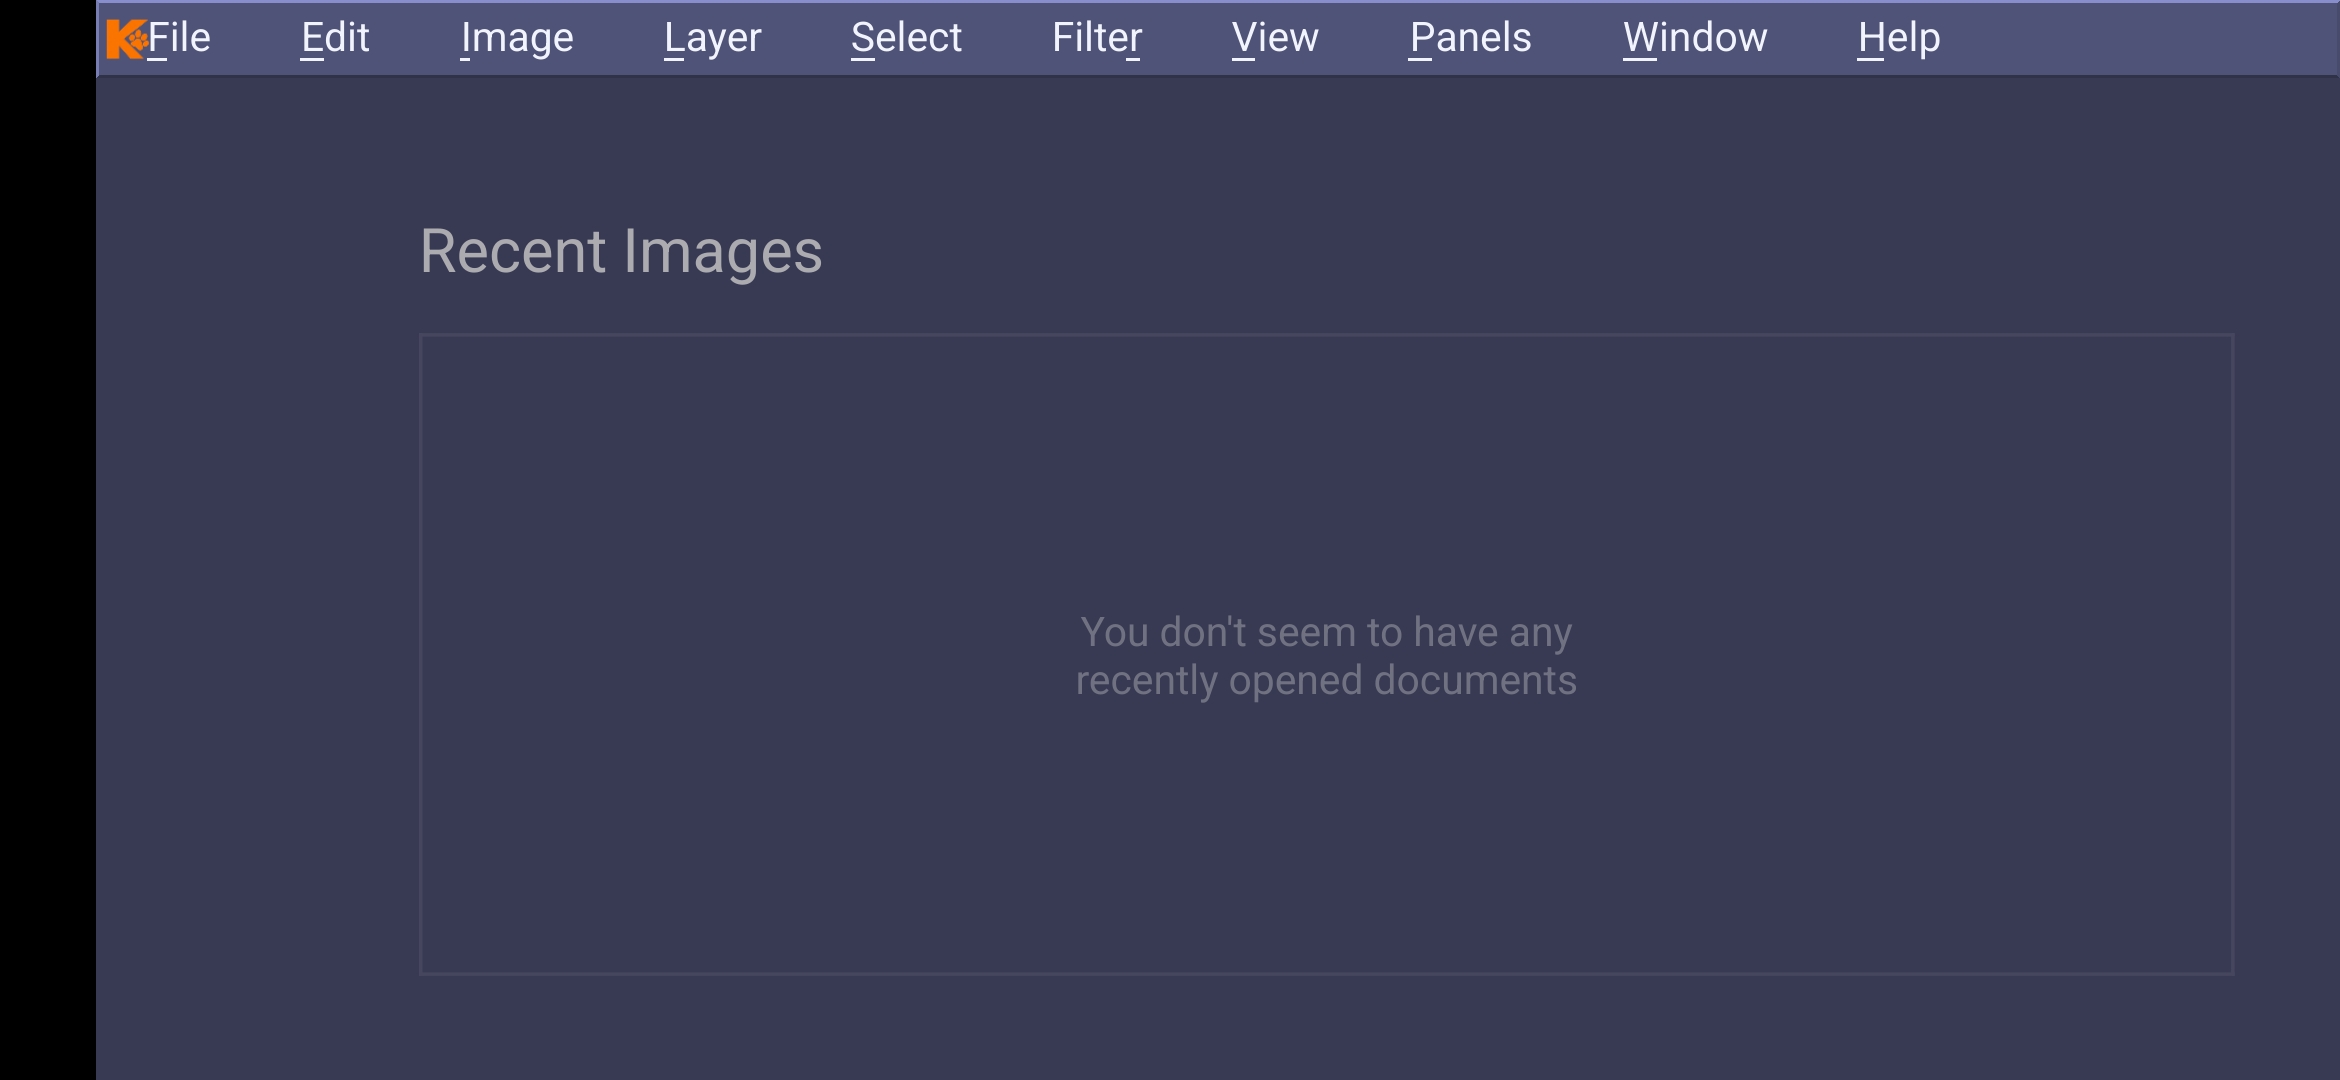 File Edit Image Layer Select Filter View Panels Window Help
Recent Images
You don't seem to have any
recently opened documents